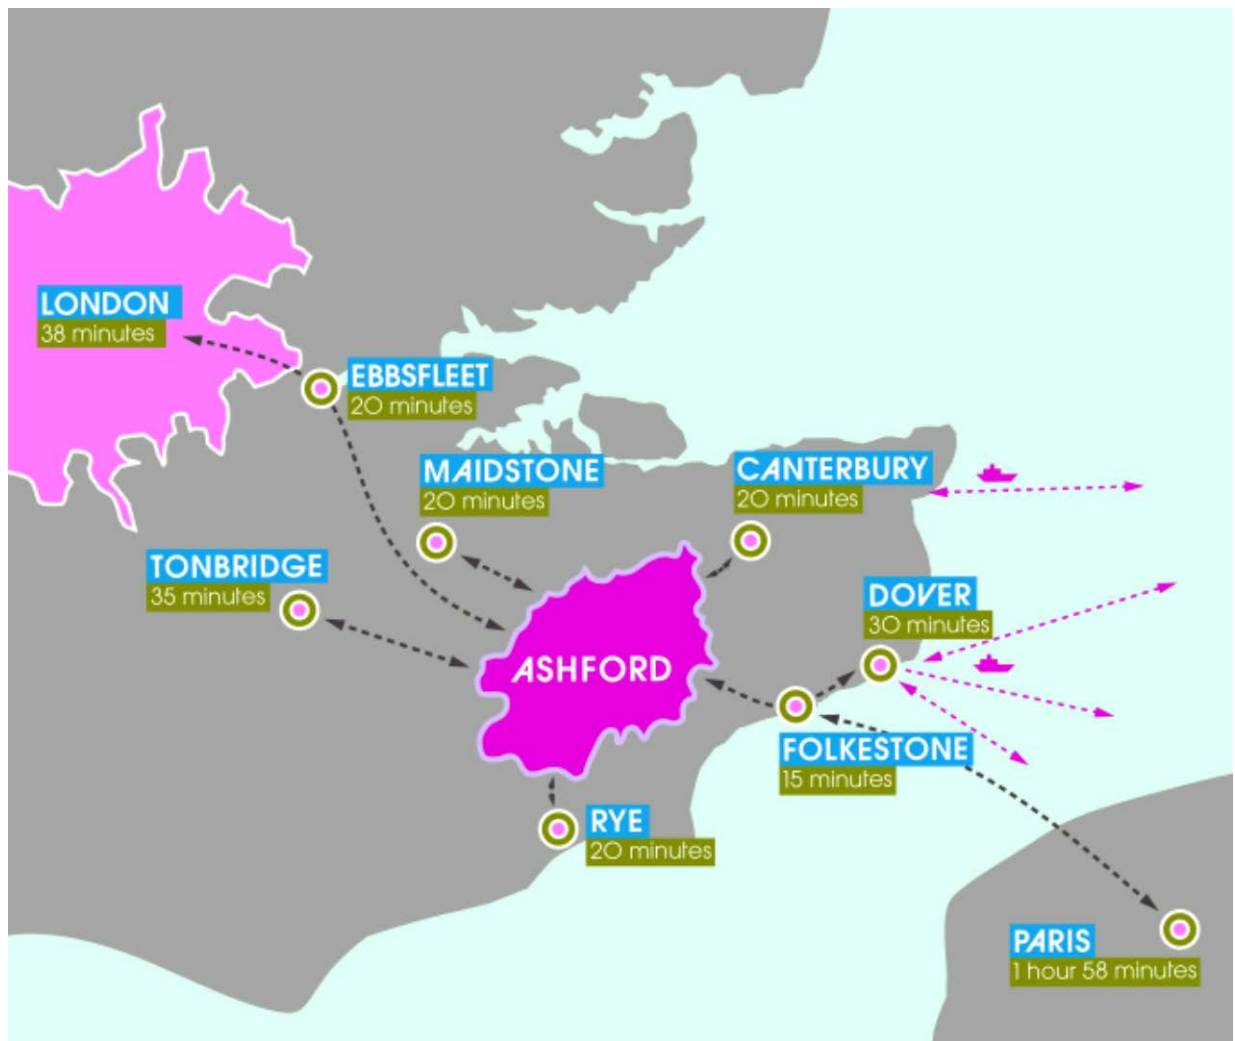 LONDON
38 minutes
EBBSFLEET
20 minutes
MAIDSTONE
20 minutes
CANTERBURY
20 minutes
TONBRIDGE
35 minutes
DOVER
30 minutes
ASHFORD
FOLKESTONE
15 minutes
RYE
20 minutes
PARIS
1 hour 58 minutes